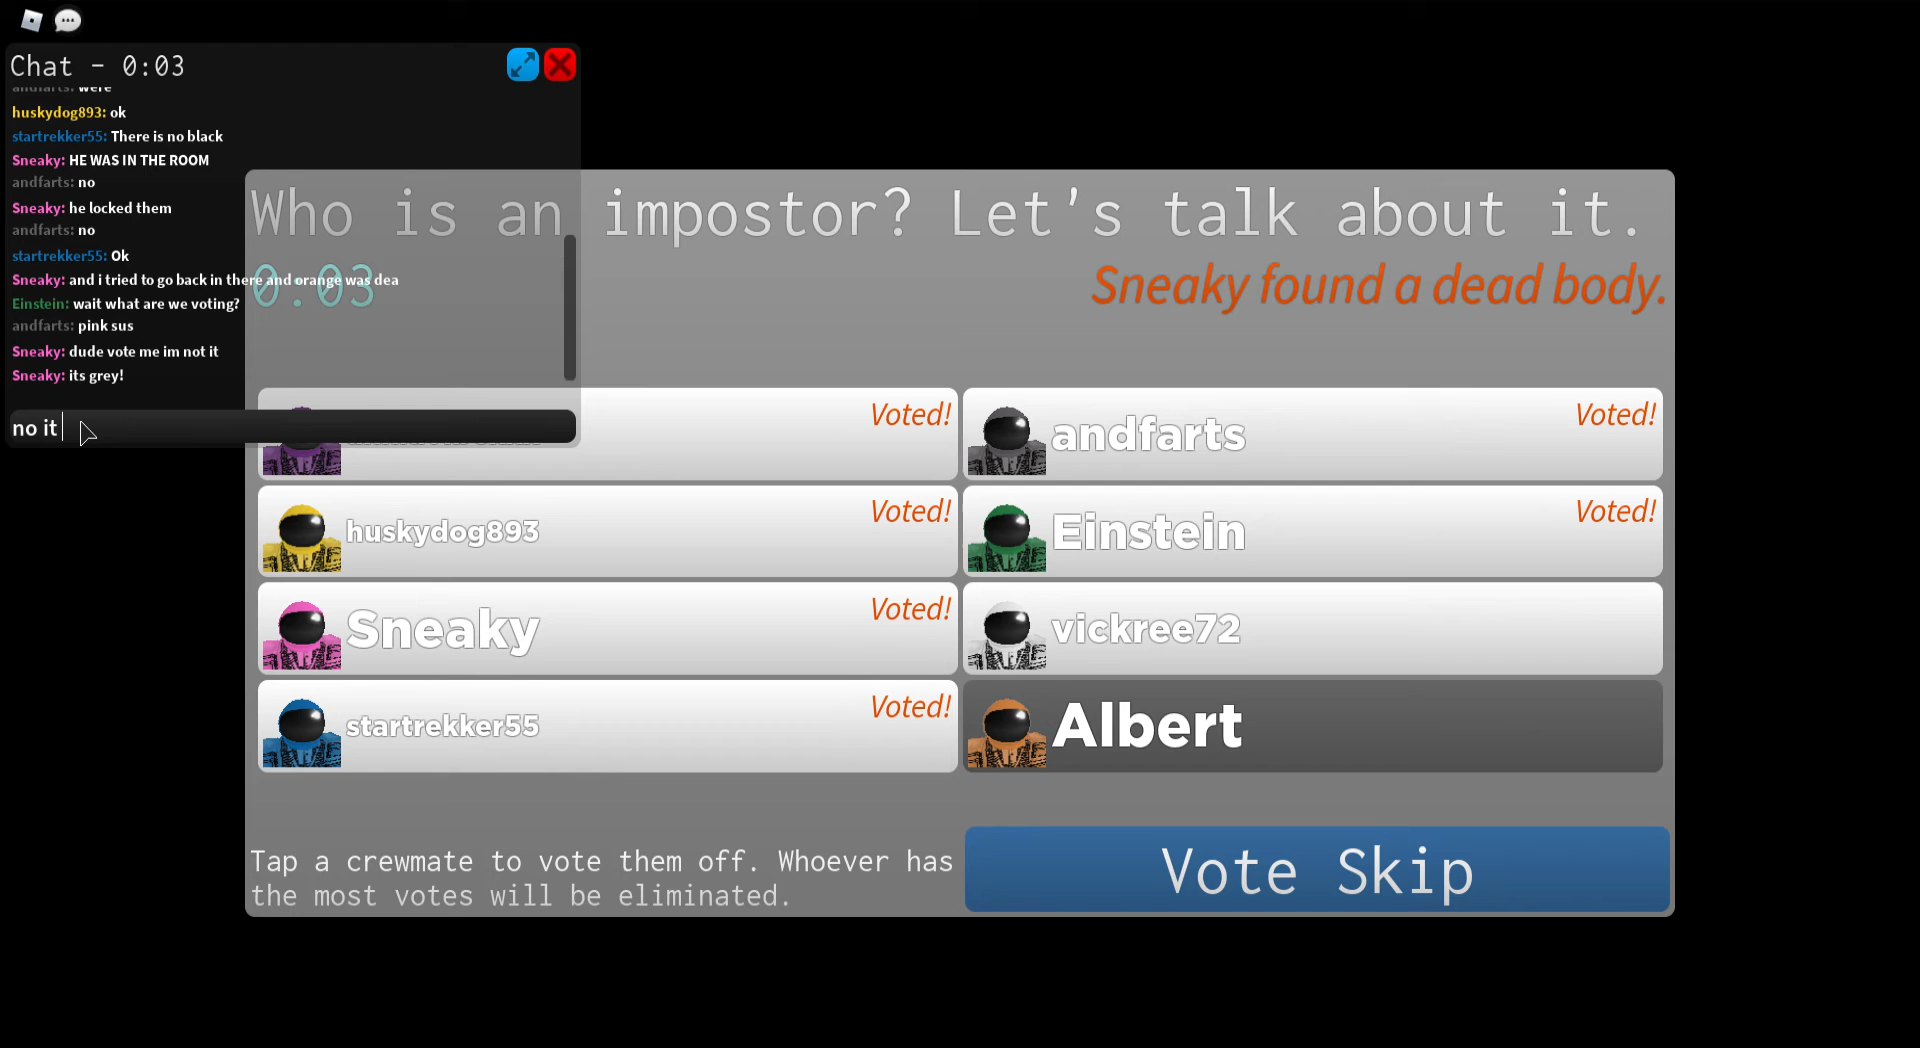 Chat - 0:03
andfarts: were
huskydog893: ok
startrekker55: There is no black
Sneaky: HE WAS IN THE ROOM
andfarts: no
Sneaky: he locked them
andfarts: no
startrekker55: Ok
Sneaky: and i tried to go back in there and orange was dea
Einstein: wait what are we voting?
andfarts: pink sus
Sneaky: dude vote me im not it
Sneaky: its grey!
no it
Who is an impostor? Let's talk about it.
0:03
Sneaky found a dead body.
Voted!
andfarts
Voted!
huskydog893
Voted!
Einstein
Voted!
Sneaky
Voted!
vickree72
startrekker55
Voted!
Albert
Tap a crewmate to vote them off. Whoever has
the most votes will be eliminated.
Vote Skip